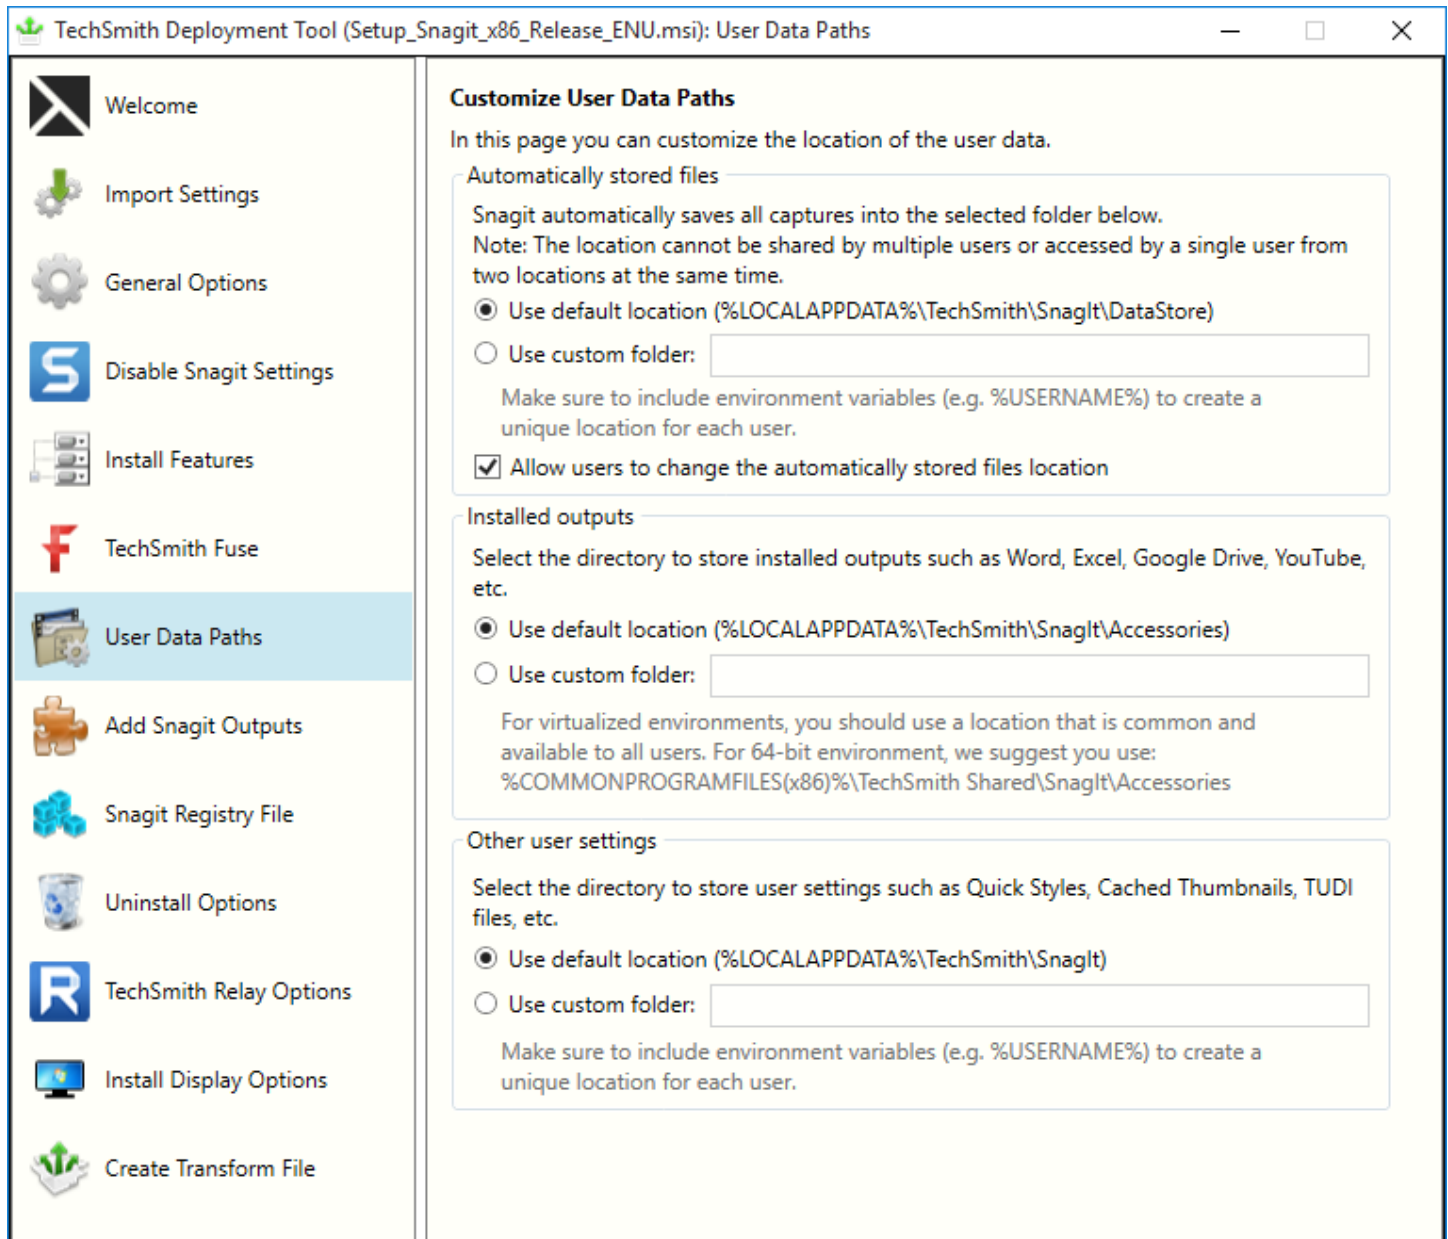 TechSmith Deployment Tool (Setup_Snagit_x86_Release_ENU.msi): User Data Paths
Welcome
Import Settings
General Options
Disable Snagit Settings
Install Features
TechSmith Fuse
User Data Paths
Add Snagit Outputs
Snagit Registry File
Uninstall Options
TechSmith Relay Options
Install Display Options
Create Transform File
Customize User Data Paths
In this page you can customize the location of the user data.
Automatically stored files
Snagit automatically saves all captures into the selected folder below.
Note: The location cannot be shared by multiple users or accessed by a single user from
two locations at the same time.
Use default location (%LOCALAPPDATA%\TechSmith\SnagIt\DataStore)
Use custom folder:
Make sure to include environment variables (e.g. %USERNAME%) to create a
unique location for each user.
Allow users to change the automatically stored files location
Installed outputs
Select the directory to store installed outputs such as Word, Excel, Google Drive, YouTube,
etc.
Use default location (%LOCALAPPDATA%\TechSmith\SnagIt\Accessories)
Use custom folder:
For virtualized environments, you should use a location that is common and
available to all users. For 64-bit environment, we suggest you use:
%COMMONPROGRAMFILES(x86)%\TechSmith Shared\SnagIt\Accessories
Other user settings
Select the directory to store user settings such as Quick Styles, Cached Thumbnails, TUDI
files, etc.
Use default location (%LOCALAPPDATA%\TechSmith\SnagIt)
Use custom folder:
Make sure to include environment variables (e.g. %USERNAME%) to create a
unique location for each user.